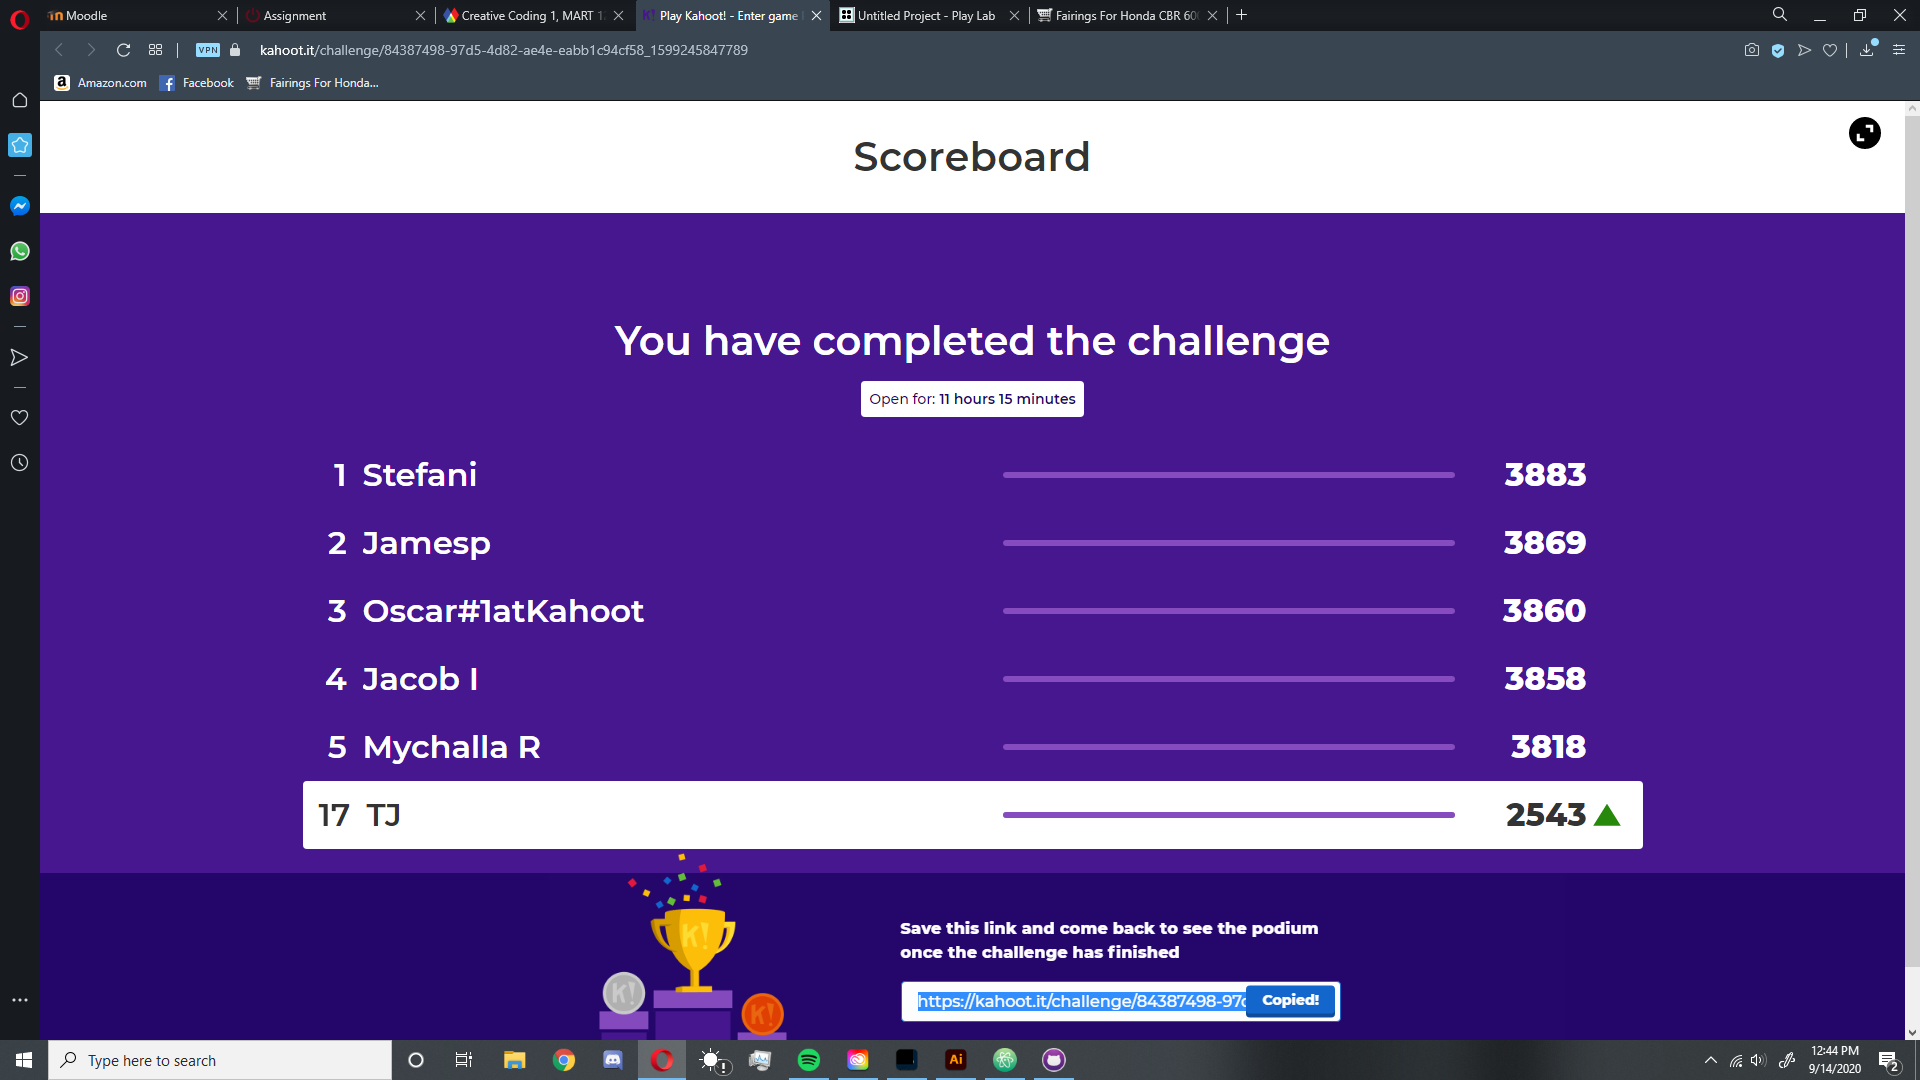 Moodle
Assignment
Creative Coding 1, MART 1
Play Kahoot! - Enter game
Untitled Project - Play Lab
Fairings For Honda CBR 60
VPN
kahoot.it/challenge/84387498-97d5-4d82-ae4e-eabb1c94cf58_1599245847789
Amazon.com
Facebook
Fairings For Honda...
Scoreboard
You have completed the challenge
Open for: 11 hours 15 minutes
1 Stefani 3883
2 Jamesp 3869
3 Oscar#1atKahoot 3860
4 Jacob I 3858
5 Mychalla R 3818
17 TJ 2543
K!
K!
K!
Save this link and come back to see the podium
once the challenge has finished
https://kahoot.it/challenge/84387498-97 Copied!
Type here to search
Ai
12:44 PM
9/14/2020
2